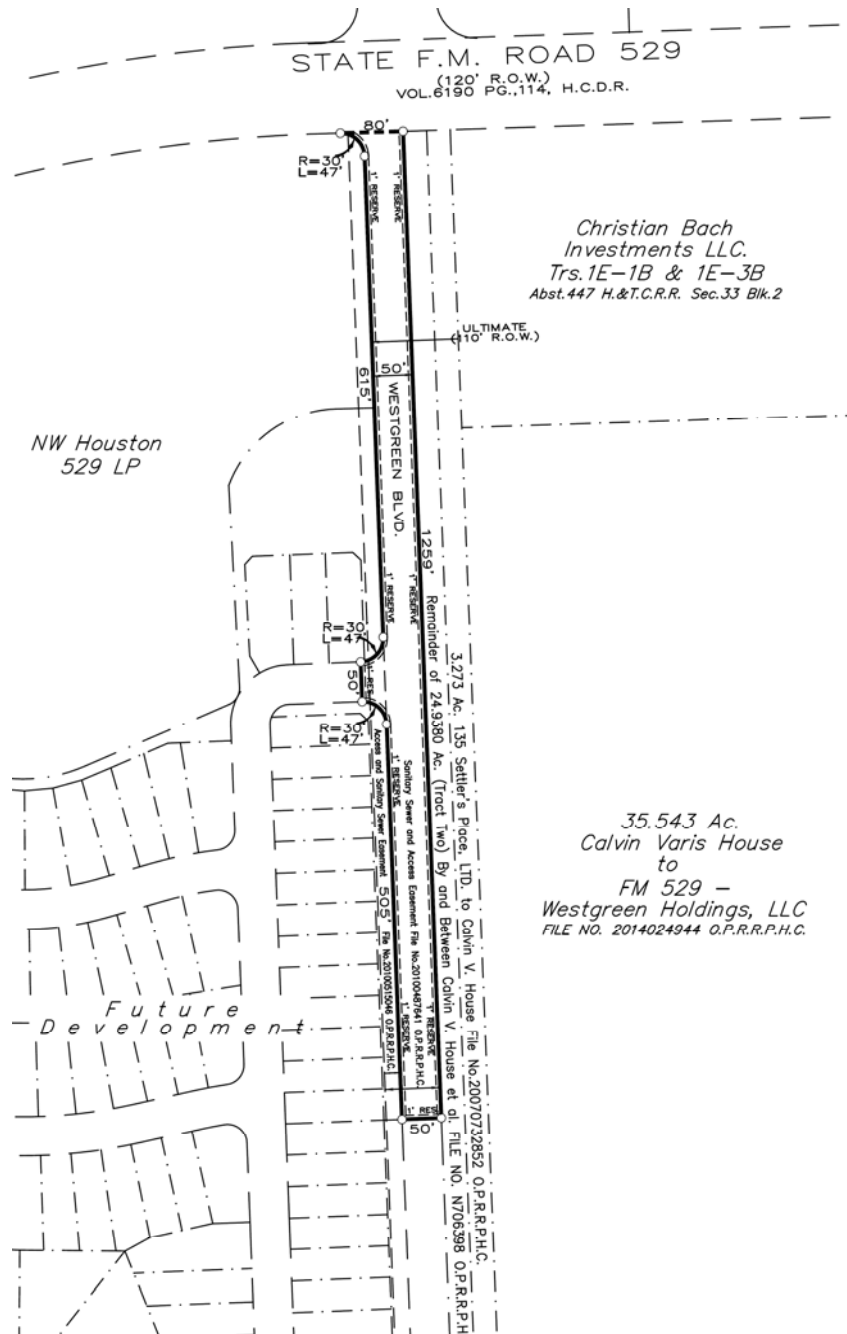 STATE F.M. ROAD 529
(120' R.O.W.)
VOL.6190 PG.,114, H.C.D.R.
80'
R=30'
L=47'
1' RESERVE
1' RESERVE
Christian Bach
Investments LLC.
Trs.1E-1B & 1E-3B
Abst.447 H.&T.C.R.R. Sec.33 Blk.2
ULTIMATE
(110' R.O.W.)
50'
615'
WESTGREEN BLVD.
NW Houston
529 LP
1259'
1' RESERVE
1' RESERVE
R=30'
L=47'
50'
1' RES
R=30'
L=47'
1' RESERVE
Access and Sanitary Sewer Easement File No.20100515046 O.P.R.R.P.H.C.
505'
Sanitary Sewer and Access Easement File No.20100487641 O.P.R.R.P.H.C.
Remainder of 24.9380 Ac. (Tract Two) By and Between Calvin V. House et al. FILE NO. N706398 O.P.R.R.P.H
3.273 Ac. 135 Settler's Place, LTD. to Calvin V. House File No.20070732852 O.P.R.R.P.H.C.
35.543 Ac.
Calvin Varis House
to
FM 529 –
Westgreen Holdings, LLC
FILE NO. 2014024944 O.P.R.R.P.H.C.
Future
Development
1' RESERVE
1' RESERVE
1' RES
50'